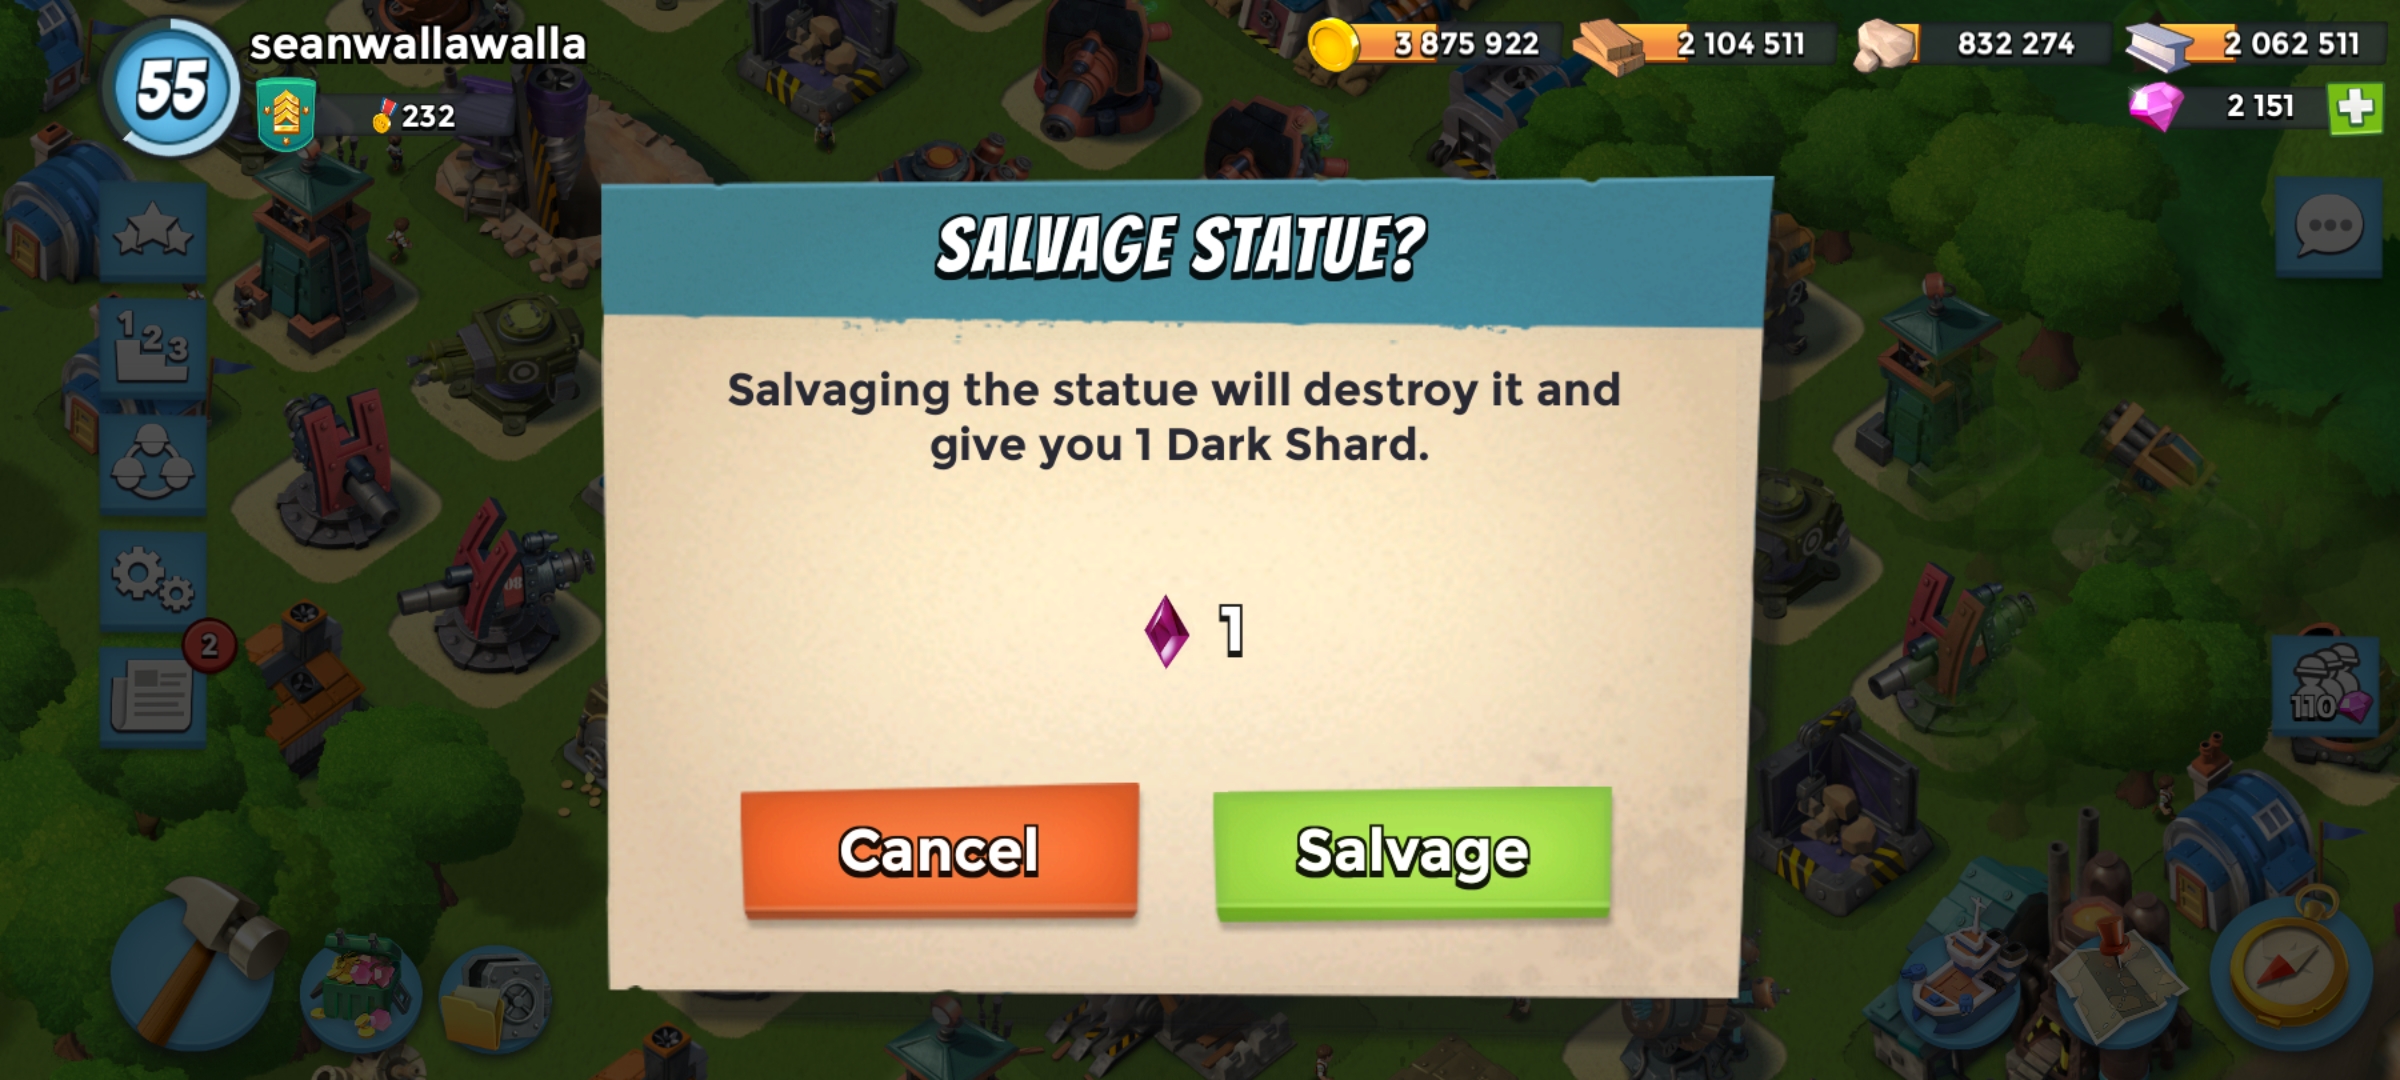 55
seanwallawalla
232
3 875 922
2 104 511
832 274
2 062 511
2 151
SALVAGE STATUE?
Salvaging the statue will destroy it and
give you 1 Dark Shard.
1
Cancel
Salvage
1 2 3
2
08
110